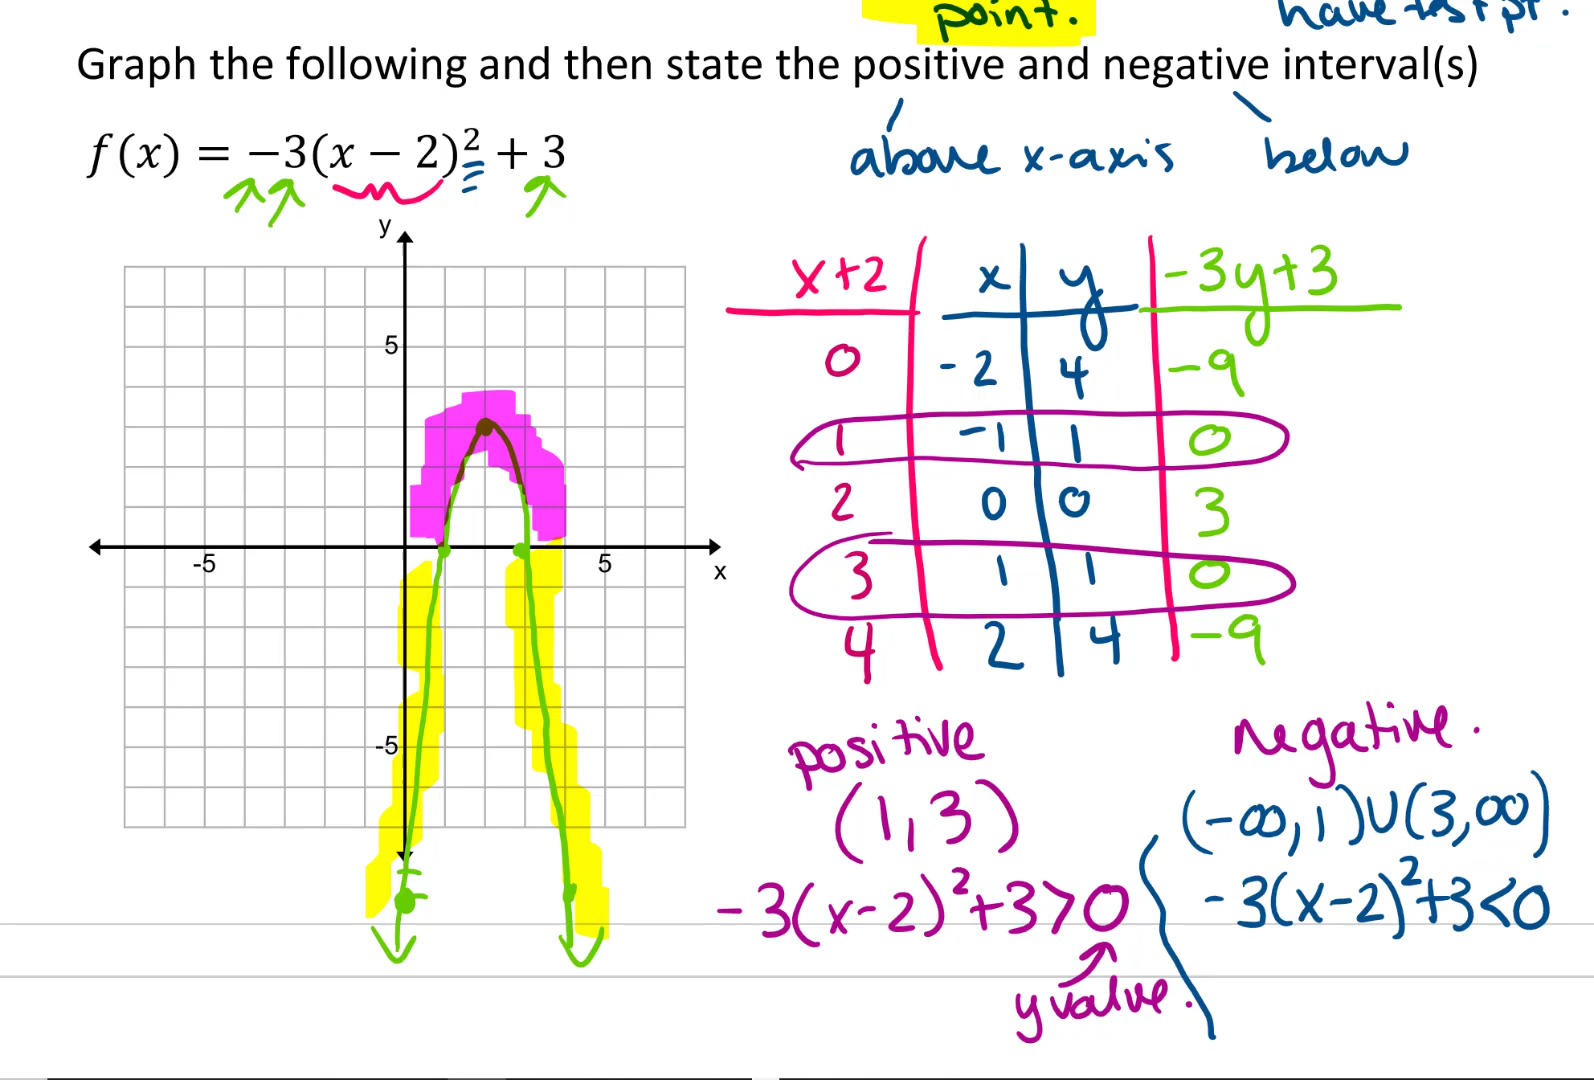 point.
have test pt.
Graph the following and then state the positive and negative interval(s)
above x-axis
below
f(x) = −3(x − 2)² + 3
y
5
-5
5
x
-5
x+2 x y -3y+3
0 -2 4 -9
1 -1 1 0
2 0 0 3
3 1 1 0
4 2 4 -9
positive
(1,3)
-3(x-2)²+3>0
y value.
negative.
(-∞,1)U(3,∞)
-3(x-2)²+3<0